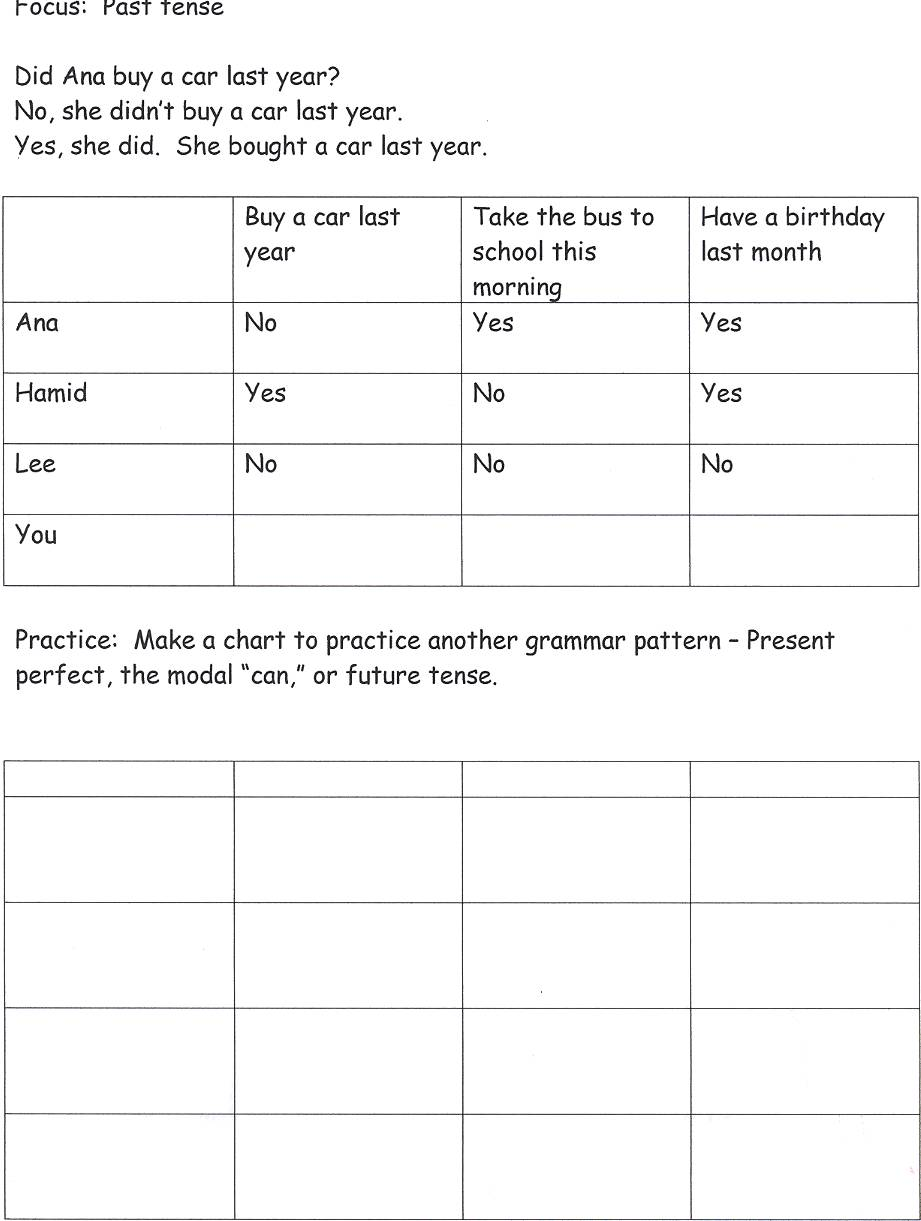 Focus: Past tense
Did Ana buy a car last year?
No, she didn't buy a car last year.
Yes, she did. She bought a car last year.
Buy a car last year
Take the bus to school this morning
Have a birthday last month
Ana No Yes Yes
Hamid Yes No Yes
Lee No No No
You
Practice: Make a chart to practice another grammar pattern – Present
perfect, the modal “can,” or future tense.